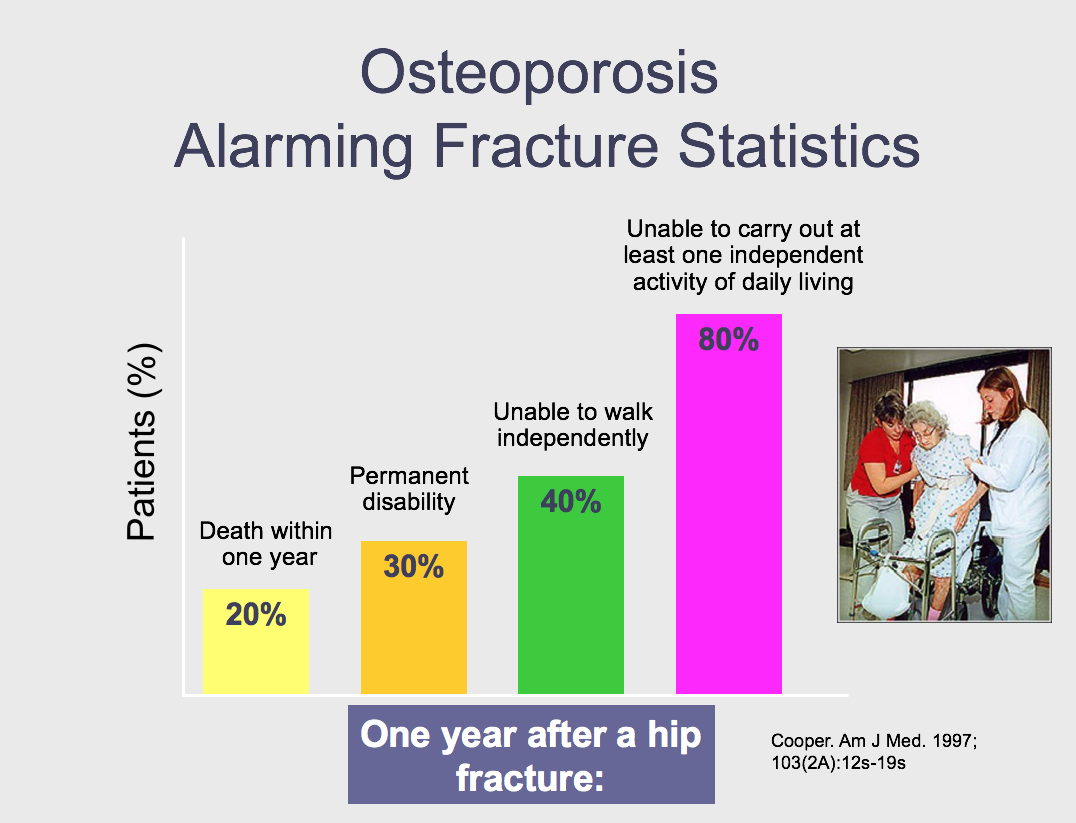 Osteoporosis
Alarming Fracture Statistics
Patients (%)
Death within
one year
20%
Permanent
disability
30%
Unable to walk
independently
40%
Unable to carry out at
least one independent
activity of daily living
80%
One year after a hip
fracture:
Cooper. Am J Med. 1997;
103(2A):12s-19s